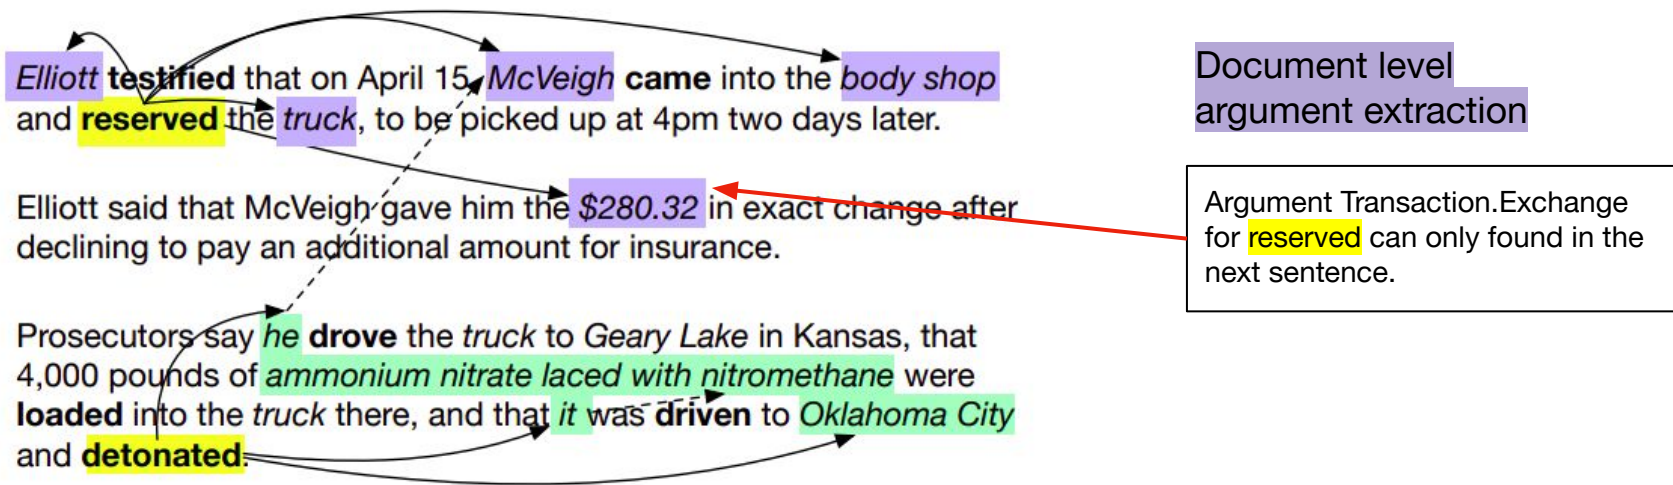 Elliott testified that on April 15, McVeigh came into the body shop
and reserved the truck, to be picked up at 4pm two days later.
Elliott said that McVeigh gave him the $280.32 in exact change after
declining to pay an additional amount for insurance.
Prosecutors say he drove the truck to Geary Lake in Kansas, that
4,000 pounds of ammonium nitrate laced with nitromethane were
loaded into the truck there, and that it was driven to Oklahoma City
and detonated.
Document level
argument extraction
Argument Transaction.Exchange
for reserved can only found in the
next sentence.